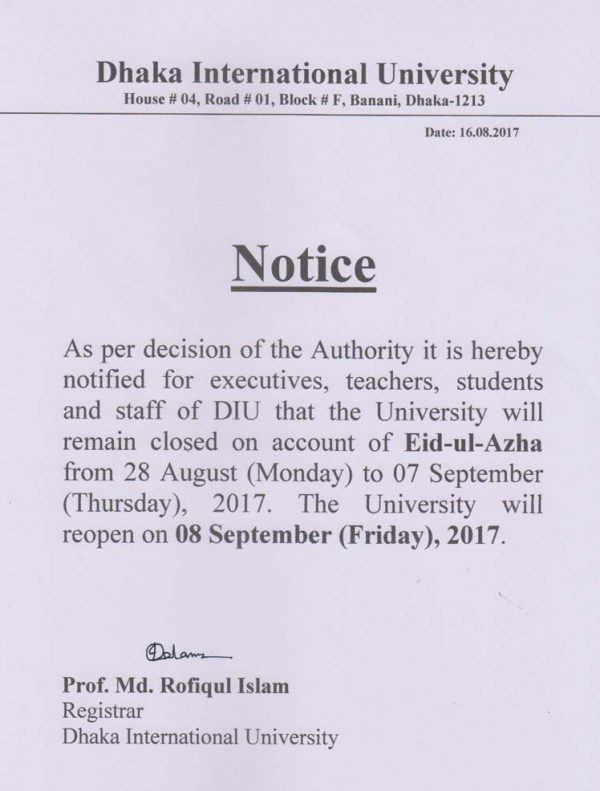 Dhaka International University
House # 04, Road # 01, Block # F, Banani, Dhaka-1213
Date: 16.08.2017
Notice
As per decision of the Authority it is hereby
notified for executives, teachers, students
and staff of DIU that the University will
remain closed on account of Eid-ul-Azha
from 28 August (Monday) to 07 September
(Thursday), 2017. The University will
reopen on 08 September (Friday), 2017.
Prof. Md. Rofiqul Islam
Registrar
Dhaka International University